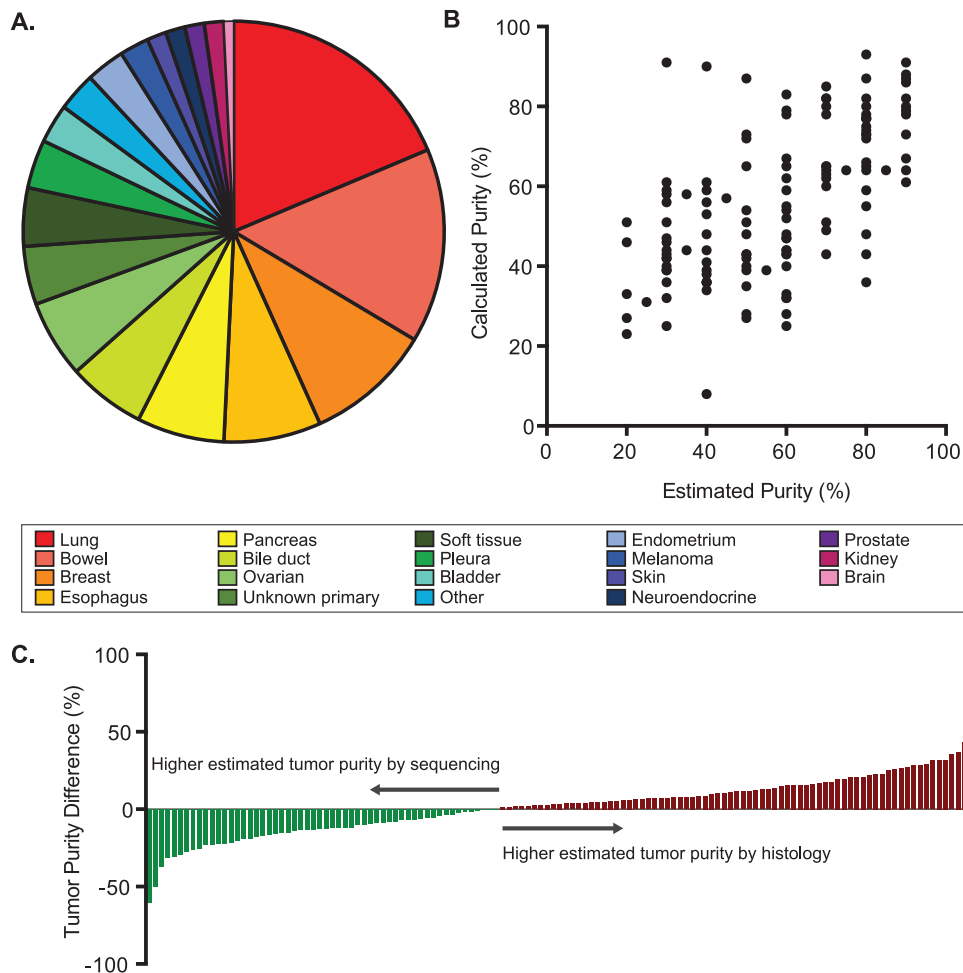 A.
B
100
80
60
40
20
0
Calculated Purity (%)
0 20 40 60 80 100
Estimated Purity (%)
Lung Pancreas Soft tissue Endometrium Prostate
Bowel Bile duct Pleura Melanoma Kidney
Breast Ovarian Bladder Skin Brain
Esophagus Unknown primary Other Neuroendocrine
C.
100
50
0
-50
-100
Tumor Purity Difference (%)
Higher estimated tumor purity by sequencing
Higher estimated tumor purity by histology